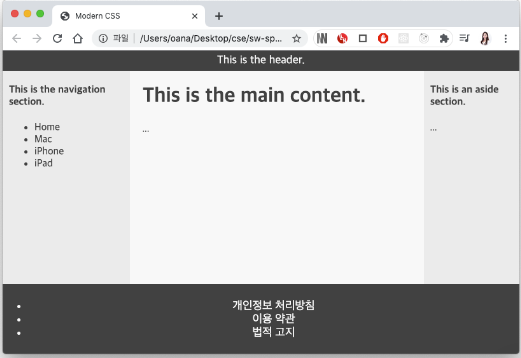 Modern CSS
파일
/Users/oana/Desktop/cse/sw-sp...
This is the header.
This is the navigation
section.
Home
Mac
iPhone
iPad
This is the main content.
...
This is an aside
section.
...
개인정보 처리방침
이용 약관
법적 고지